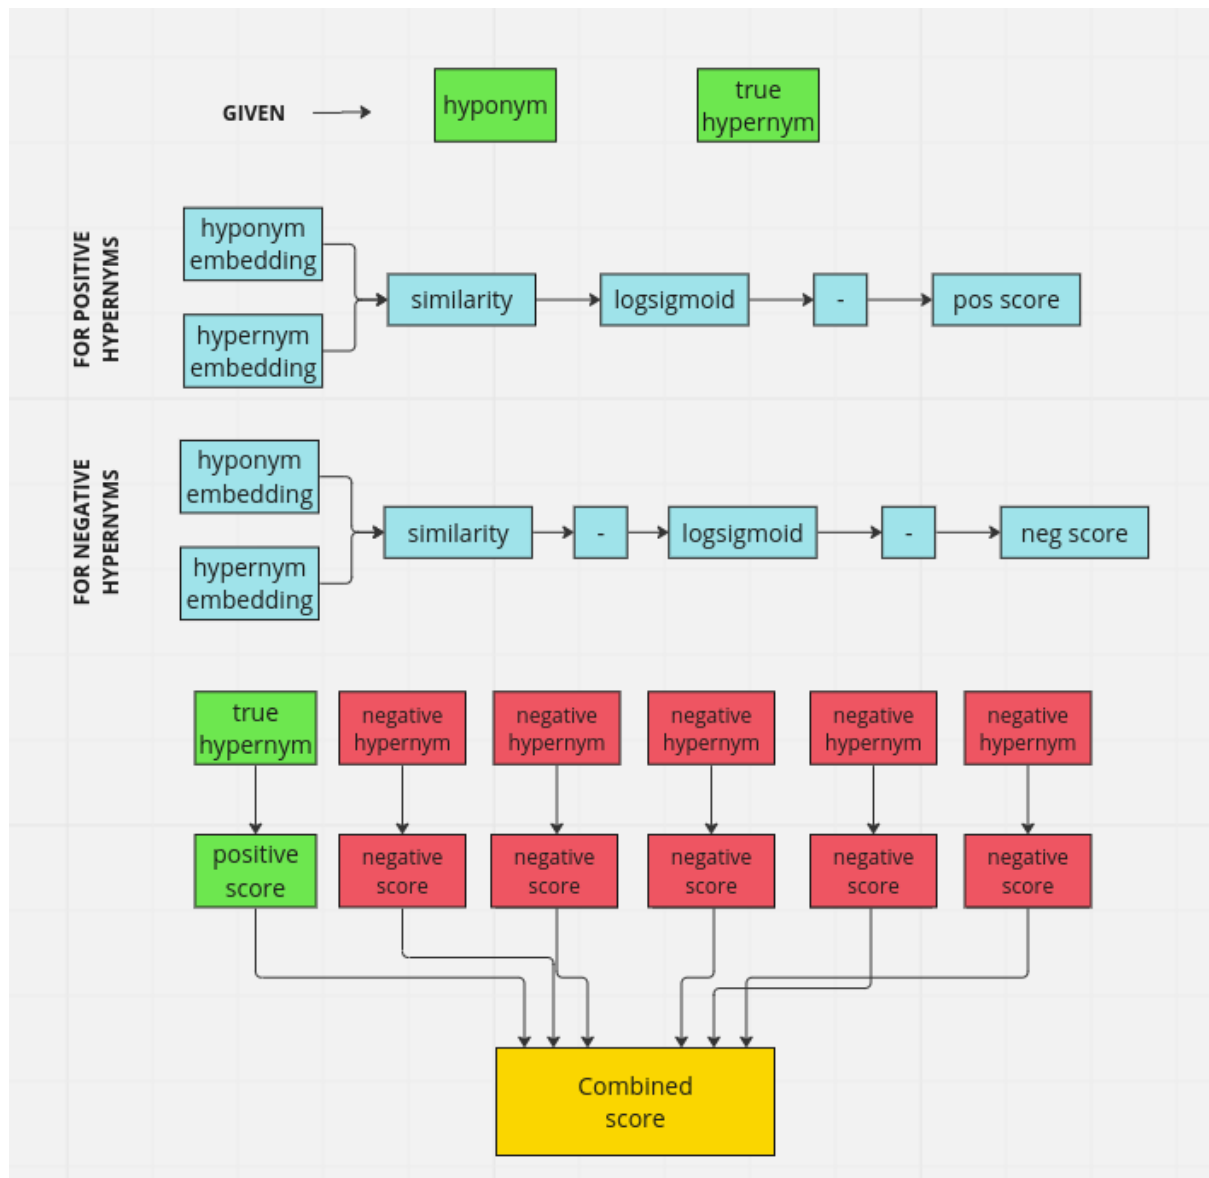 GIVEN
hyponym
true
hypernym
FOR POSITIVE
HYPERNYMS
hyponym
embedding
hypernym
embedding
similarity
logsigmoid
-
pos score
FOR NEGATIVE
HYPERNYMS
hyponym
embedding
hypernym
embedding
similarity
-
logsigmoid
-
neg score
true
hypernym
negative
hypernym
negative
hypernym
negative
hypernym
negative
hypernym
negative
hypernym
positive
score
negative
score
negative
score
negative
score
negative
score
negative
score
Combined
score